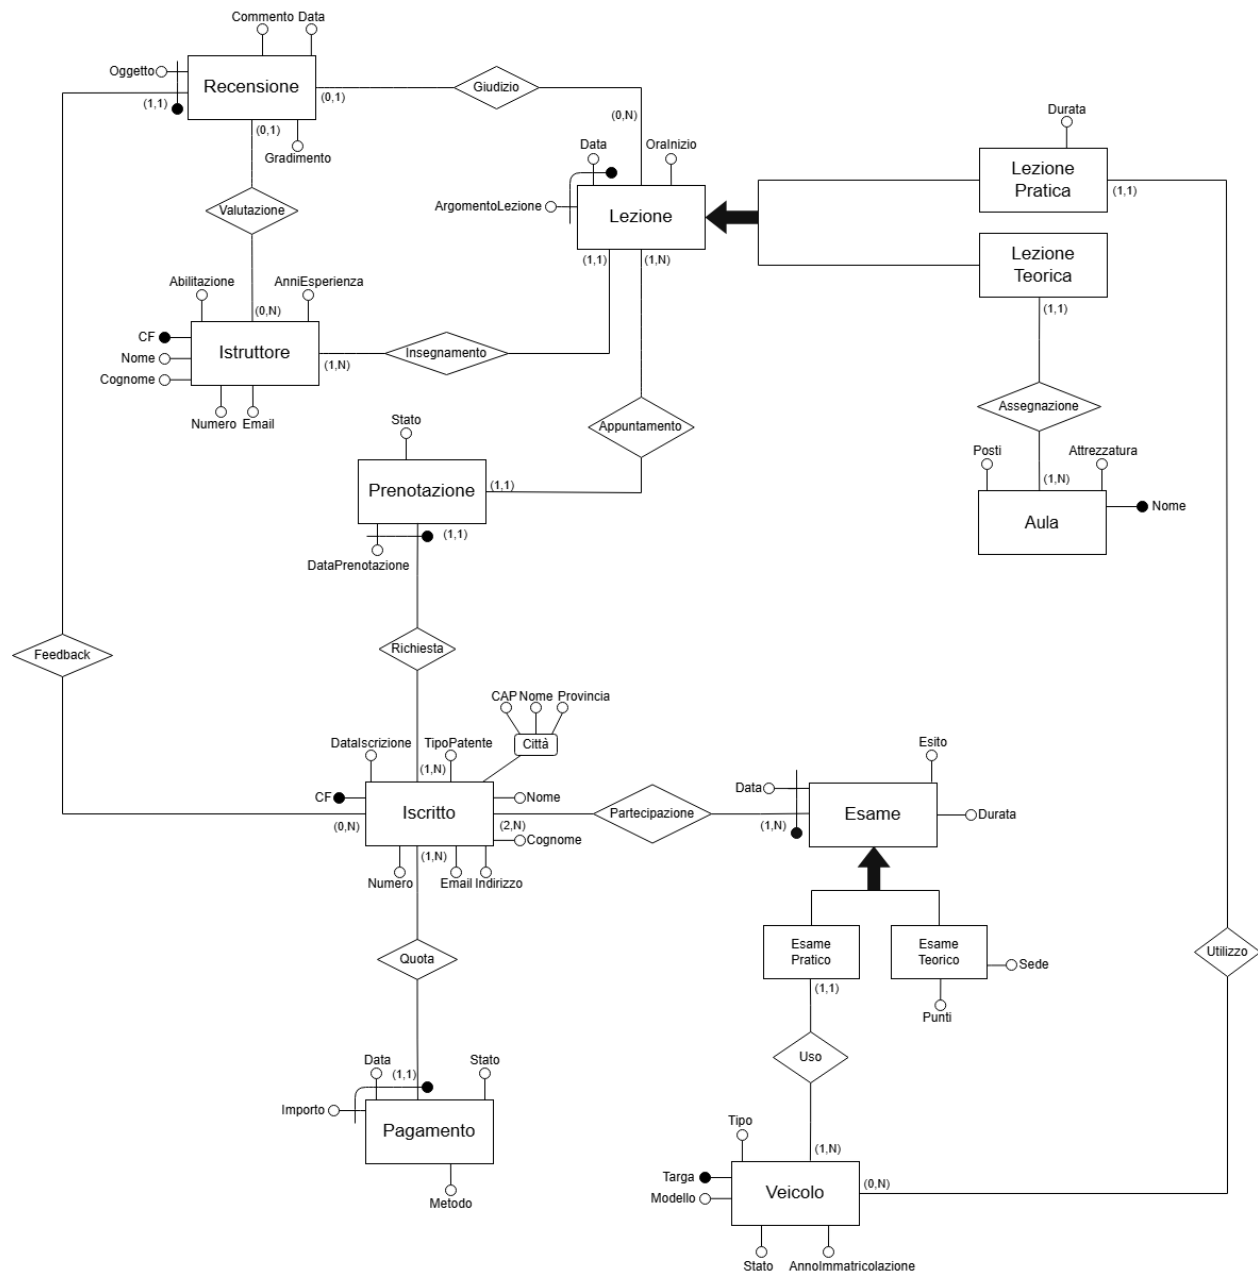 Commento Data
Oggetto
Recensione
(1,1)
(0,1)
(0,1)
Gradimento
Giudizio
(0,N)
Data
OraInizio
ArgomentoLezione
Lezione
(1,1)
(1,N)
Durata
Lezione
Pratica
(1,1)
Lezione
Teorica
(1,1)
Valutazione
Abilitazione
AnniEsperienza
(0,N)
CF
Nome
Cognome
Istruttore
(1,N)
Numero Email
Insegnamento
Assegnazione
Appuntamento
Stato
Prenotazione
(1,1)
(1,1)
DataPrenotazione
Posti
Attrezzatura
(1,N)
Aula
Nome
Feedback
Richiesta
CAP Nome Provincia
Città
DataIscrizione
TipoPatente
(1,N)
CF
Iscritto
Nome
(0,N)
(2,N)
Cognome
(1,N)
Numero
Email Indirizzo
Partecipazione
Data
(1,N)
Esito
Esame
Durata
Esame
Pratico
(1,1)
Esame
Teorico
Sede
Punti
Utilizzo
Quota
Uso
Data
(1,1)
Stato
Importo
Pagamento
Metodo
Tipo
(1,N)
Targa
Modello
Veicolo
(0,N)
Stato
AnnoImmatricolazione